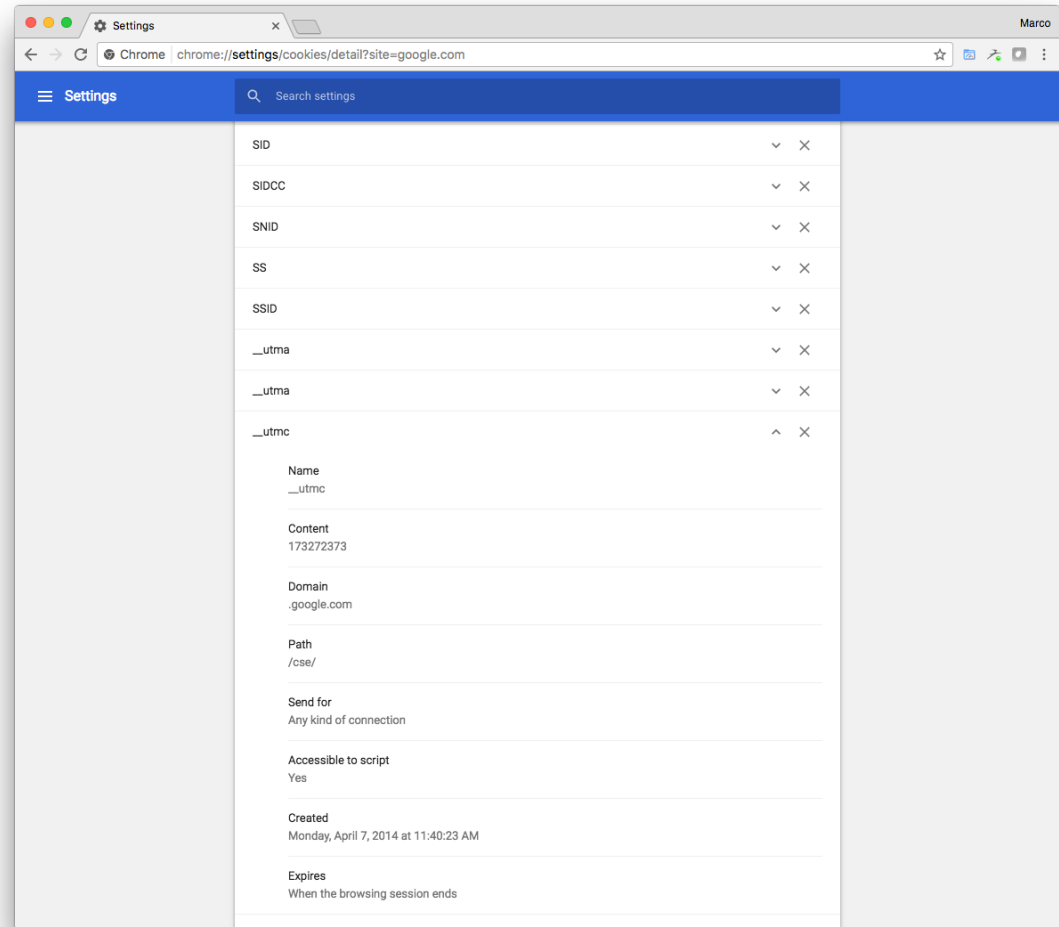 Settings
Marco
Chrome chrome://settings/cookies/detail?site=google.com
Settings
Search settings
SID
SIDCC
SNID
SS
SSID
__utma
__utma
__utmc
Name
__utmc
Content
173272373
Domain
.google.com
Path
/cse/
Send for
Any kind of connection
Accessible to script
Yes
Created
Monday, April 7, 2014 at 11:40:23 AM
Expires
When the browsing session ends